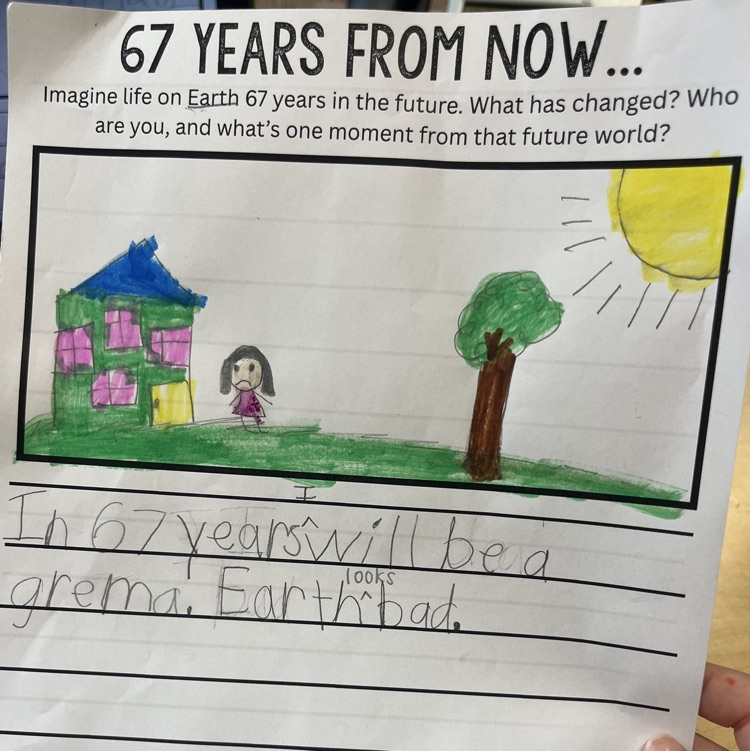 67 YEARS FROM NOW...
Imagine life on Earth 67 years in the future. What has changed? Who
are you, and what's one moment from that future world?
I
In 67 years^will be a
looks
grema. Earth^bad.